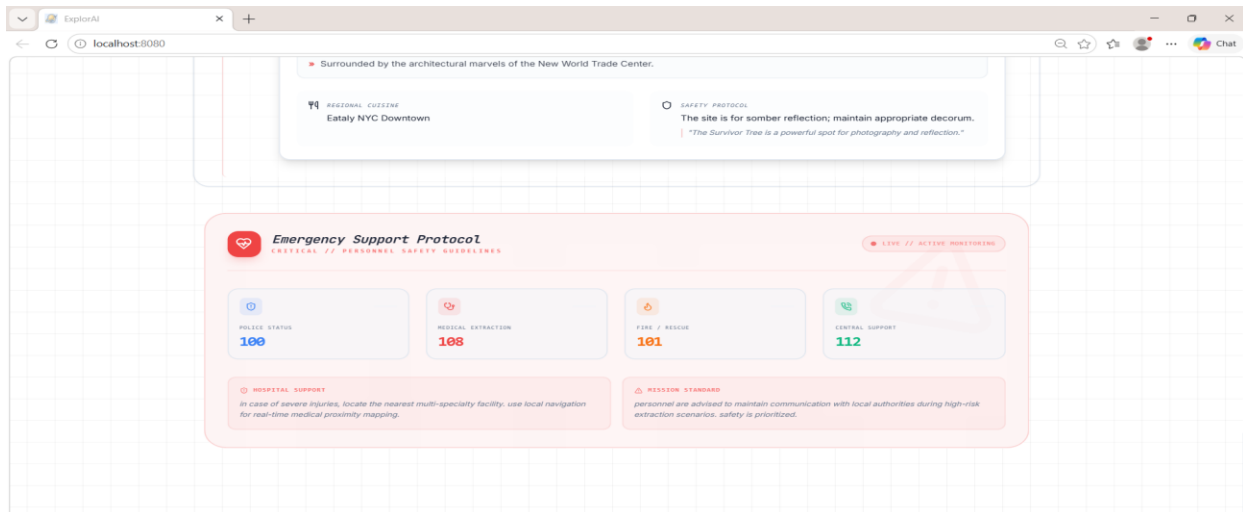 ExplorAI
localhost:8080
Chat
» Surrounded by the architectural marvels of the New World Trade Center.
REGIONAL CUISINE
Eataly NYC Downtown
SAFETY PROTOCOL
The site is for somber reflection; maintain appropriate decorum.
"The Survivor Tree is a powerful spot for photography and reflection."
Emergency Support Protocol
CRITICAL // PERSONNEL SAFETY GUIDELINES
LIVE // ACTIVE MONITORING
POLICE STATUS
100
MEDICAL EXTRACTION
108
FIRE / RESCUE
101
CENTRAL SUPPORT
112
HOSPITAL SUPPORT
in case of severe injuries, locate the nearest multi-specialty facility. use local navigation
for real-time medical proximity mapping.
MISSION STANDARD
personnel are advised to maintain communication with local authorities during high-risk
extraction scenarios. safety is prioritized.